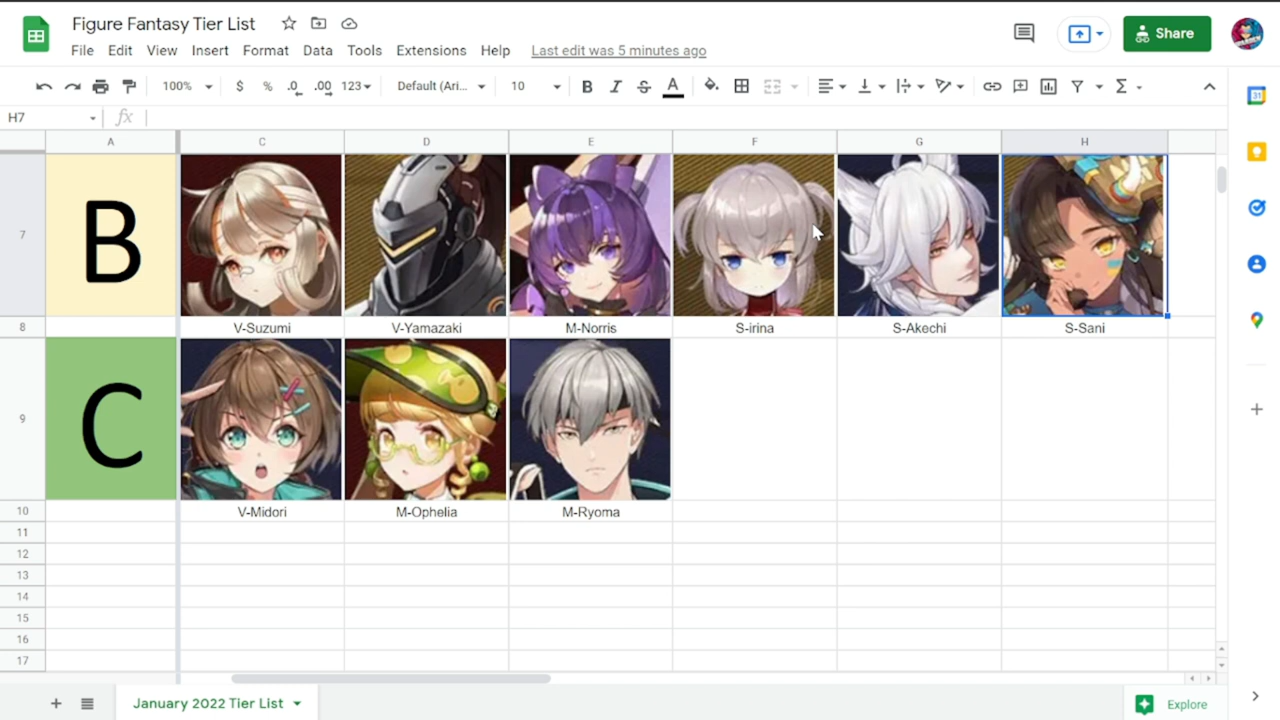 Figure Fantasy Tier List
File Edit View Insert Format Data Tools Extensions Help Last edit was 5 minutes ago
Share
100% $ % .0 .00 123 Default (Ari... 10 B I S A
H7 fx
A C D E F G H
7 B
8 V-Suzumi V-Yamazaki M-Norris S-irina S-Akechi S-Sani
9 C
10 V-Midori M-Ophelia M-Ryoma
11
12
13
14
15
16
17
January 2022 Tier List Explore